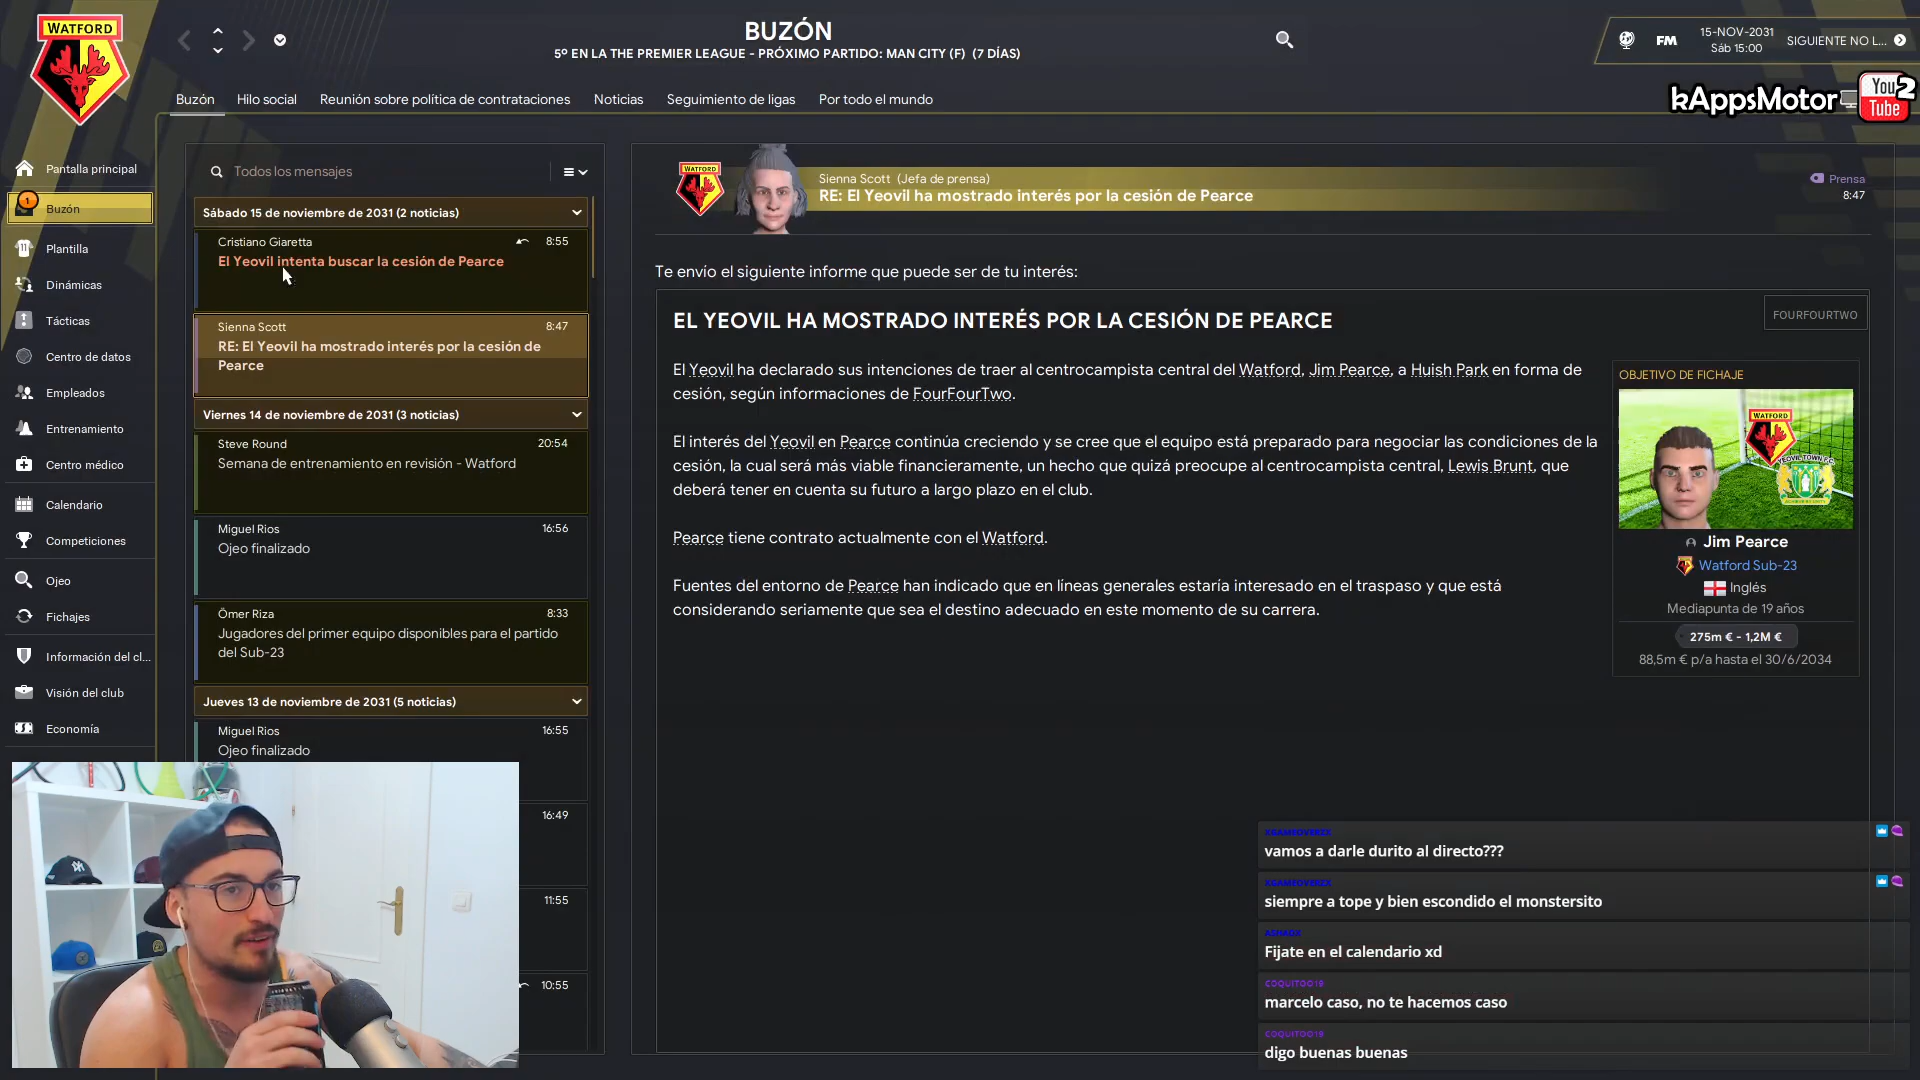 WATFORD
BUZÓN
5º EN LA THE PREMIER LEAGUE - PRÓXIMO PARTIDO: MAN CITY (F) (7 DÍAS)
FM
15-NOV-2031
Sáb 15:00
SIGUIENTE NO L...
kAppsMotor
You2
Tube
Buzón
Hilo social
Reunión sobre política de contrataciones
Noticias
Seguimiento de ligas
Por todo el mundo
Pantalla principal
1
Buzón
Plantilla
Dinámicas
Tácticas
Centro de datos
Empleados
Entrenamiento
Centro médico
Calendario
Competiciones
Ojeo
Fichajes
Información del cl...
Visión del club
Economía
Todos los mensajes
Sábado 15 de noviembre de 2031 (2 noticias)
Cristiano Giaretta
8:55
El Yeovil intenta buscar la cesión de Pearce
Sienna Scott
8:47
RE: El Yeovil ha mostrado interés por la cesión de
Pearce
Viernes 14 de noviembre de 2031 (3 noticias)
Steve Round
20:54
Semana de entrenamiento en revisión - Watford
Miguel Rios
16:56
Ojeo finalizado
Ömer Riza
8:33
Jugadores del primer equipo disponibles para el partido
del Sub-23
Jueves 13 de noviembre de 2031 (5 noticias)
Miguel Rios
16:55
Ojeo finalizado
16:49
11:55
10:55
WATFORD
Sienna Scott (Jefa de prensa)
RE: El Yeovil ha mostrado interés por la cesión de Pearce
Prensa
8:47
Te envío el siguiente informe que puede ser de tu interés:
EL YEOVIL HA MOSTRADO INTERÉS POR LA CESIÓN DE PEARCE
FOURFOURTWO
El Yeovil ha declarado sus intenciones de traer al centrocampista central del Watford, Jim Pearce, a Huish Park en forma de
cesión, según informaciones de FourFourTwo.
El interés del Yeovil en Pearce continúa creciendo y se cree que el equipo está preparado para negociar las condiciones de la
cesión, la cual será más viable financieramente, un hecho que quizá preocupe al centrocampista central, Lewis Brunt, que
deberá tener en cuenta su futuro a largo plazo en el club.
Pearce tiene contrato actualmente con el Watford.
Fuentes del entorno de Pearce han indicado que en líneas generales estaría interesado en el traspaso y que está
considerando seriamente que sea el destino adecuado en este momento de su carrera.
OBJETIVO DE FICHAJE
WATFORD
Jim Pearce
Watford Sub-23
Inglés
Mediapunta de 19 años
275m € - 1,2M €
88,5m € p/a hasta el 30/6/2034
XGAMEOVERXX
vamos a darle durito al directo???
XGAMEOVERXX
siempre a tope y bien escondido el monstersito
Fijate en el calendario xd
COQUITOO19
marcelo caso, no te hacemos caso
COQUITOO19
digo buenas buenas